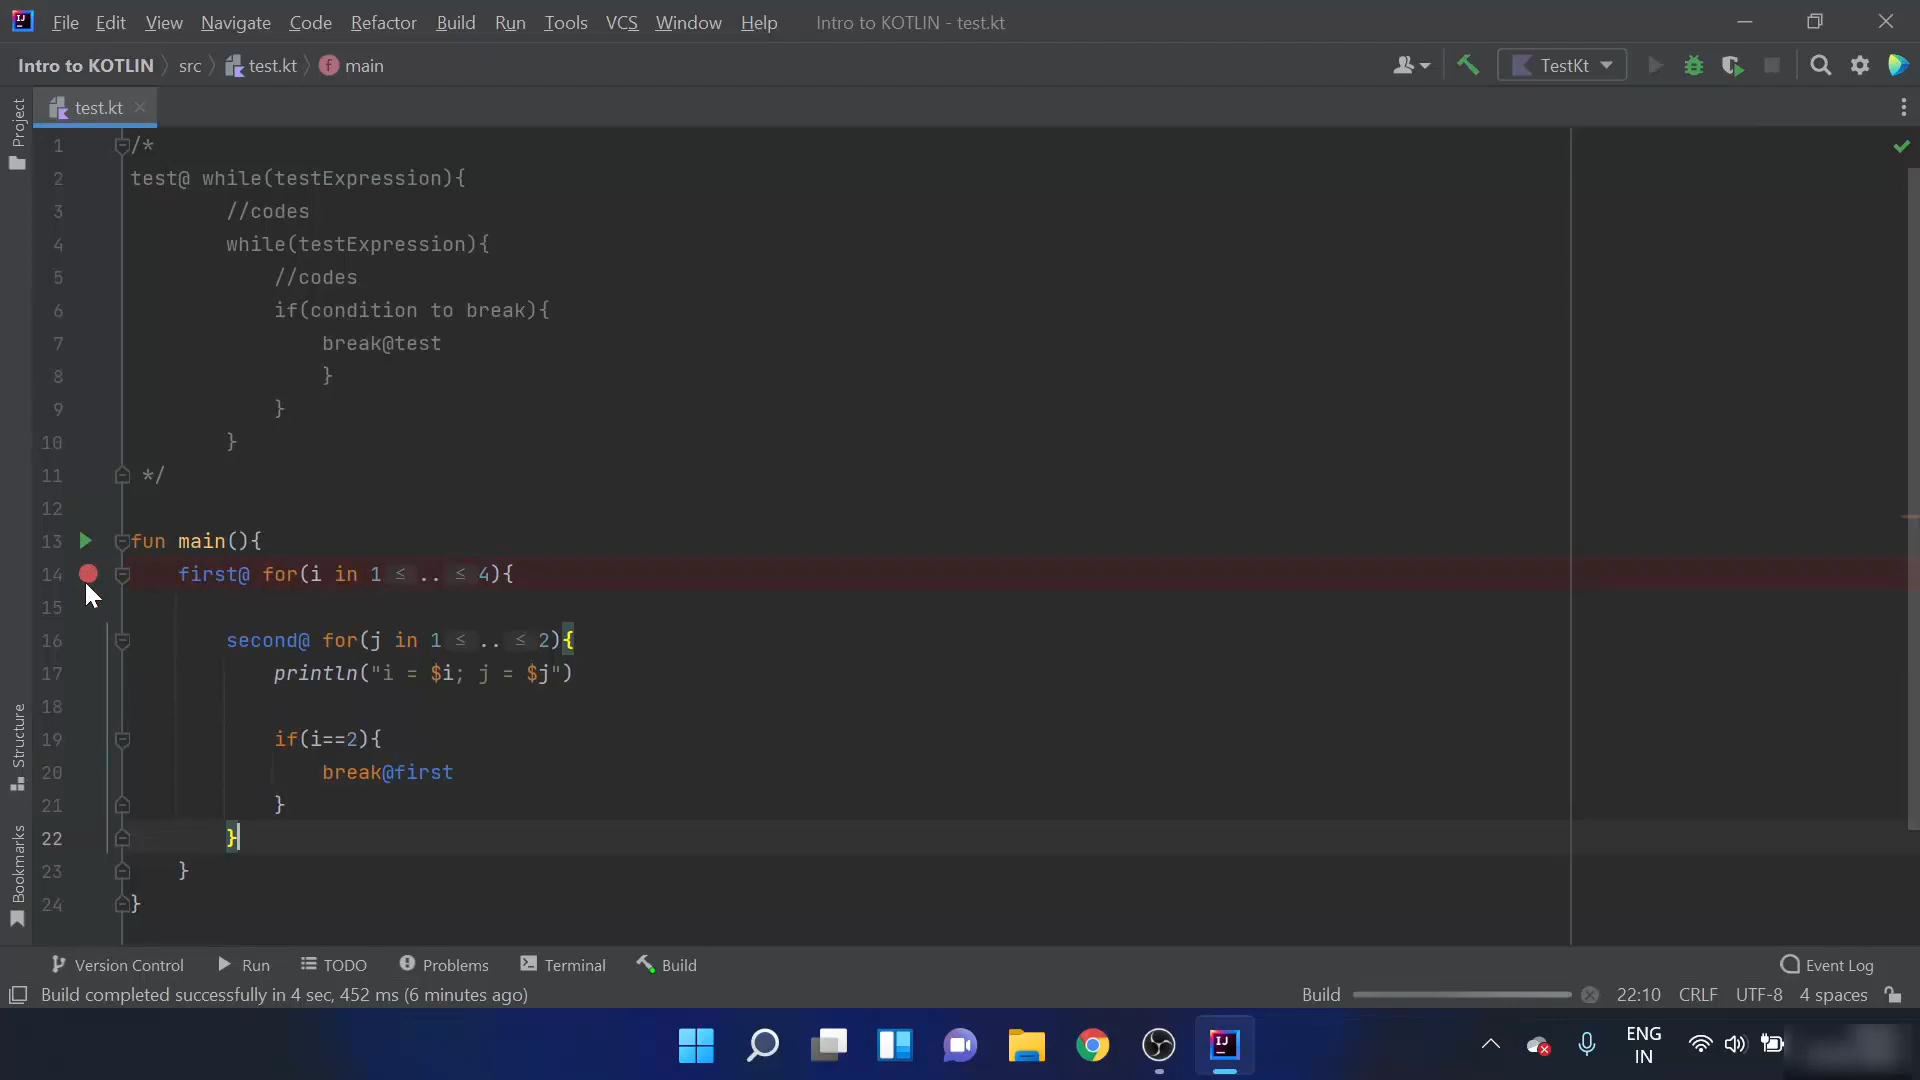 File Edit View Navigate Code Refactor Build Run Tools VCS Window Help Intro to KOTLIN - test.kt
Intro to KOTLIN src test.kt f main TestKt
Project
test.kt
1 /*
2 test@ while(testExpression){
3 //codes
4 while(testExpression){
5 //codes
6 if(condition to break){
7 break@test
8 }
9 }
10 }
11 */
12
13 fun main(){
14 first@ for(i in 1 ≤ .. ≤ 4){
15
16 second@ for(j in 1 ≤ .. ≤ 2){
17 println("i = $i; j = $j")
18
19 if(i==2){
20 break@first
21 }
22 }
23 }
24 }
Structure
Bookmarks
Version Control Run TODO Problems Terminal Build Event Log
Build completed successfully in 4 sec, 452 ms (6 minutes ago) Build 22:10 CRLF UTF-8 4 spaces
IJ
ENG
IN